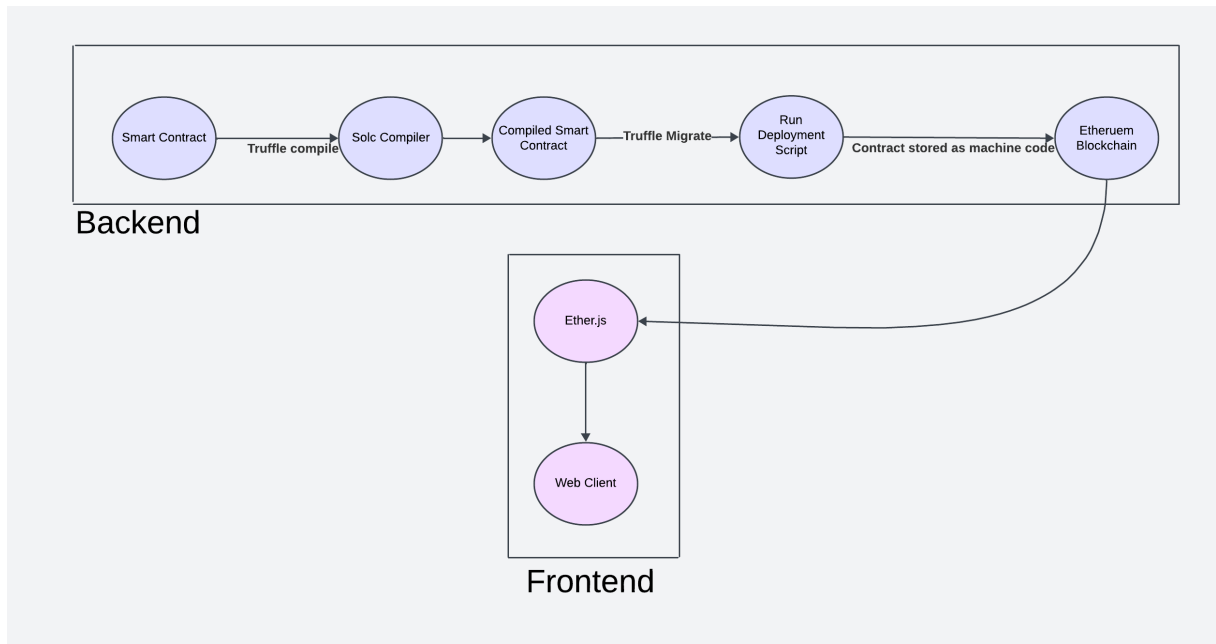 Smart Contract
Truffle compile
Solc Compiler
Compiled Smart
Contract
Truffle Migrate
Run
Deployment
Script
Contract stored as machine code
Etheruem
Blockchain
Backend
Ether.js
Web Client
Frontend